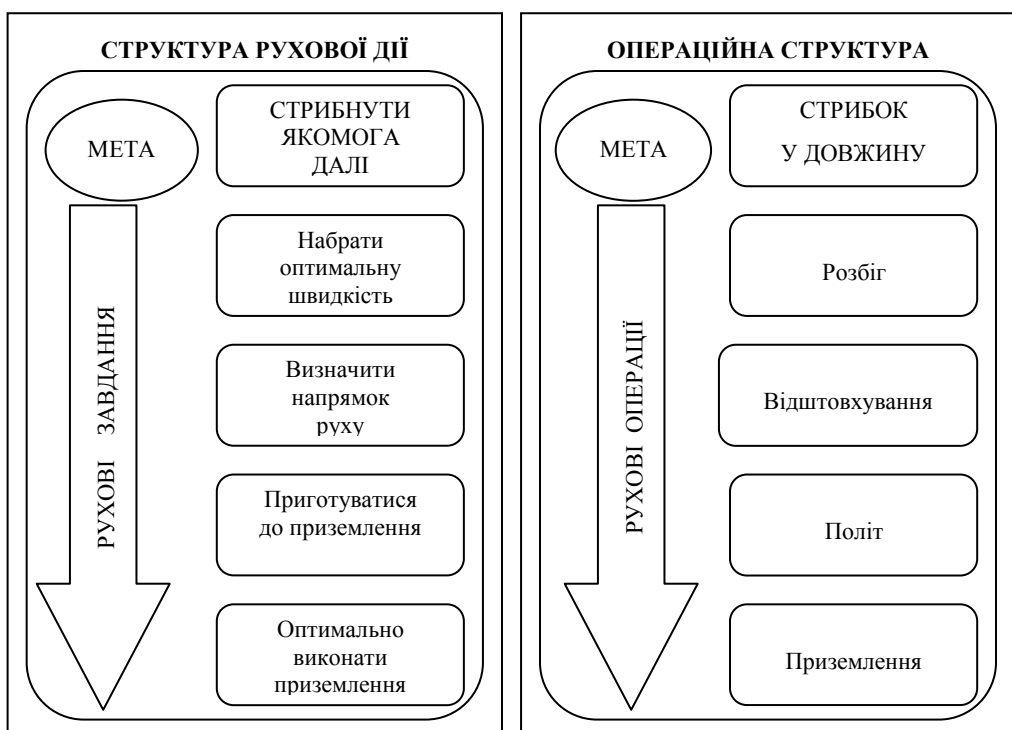 СТРУКТУРА РУХОВОЇ ДІЇ
МЕТА
СТРИБНУТИ
ЯКОМОГА
ДАЛІ
РУХОВІ ЗАВДАННЯ
Набрати
оптимальну
швидкість
Визначити
напрямок
руху
Приготуватися
до приземлення
Оптимально
виконати
приземлення
ОПЕРАЦІЙНА СТРУКТУРА
МЕТА
СТРИБОК
У ДОВЖИНУ
РУХОВІ ОПЕРАЦІЇ
Розбіг
Відштовхування
Політ
Приземлення